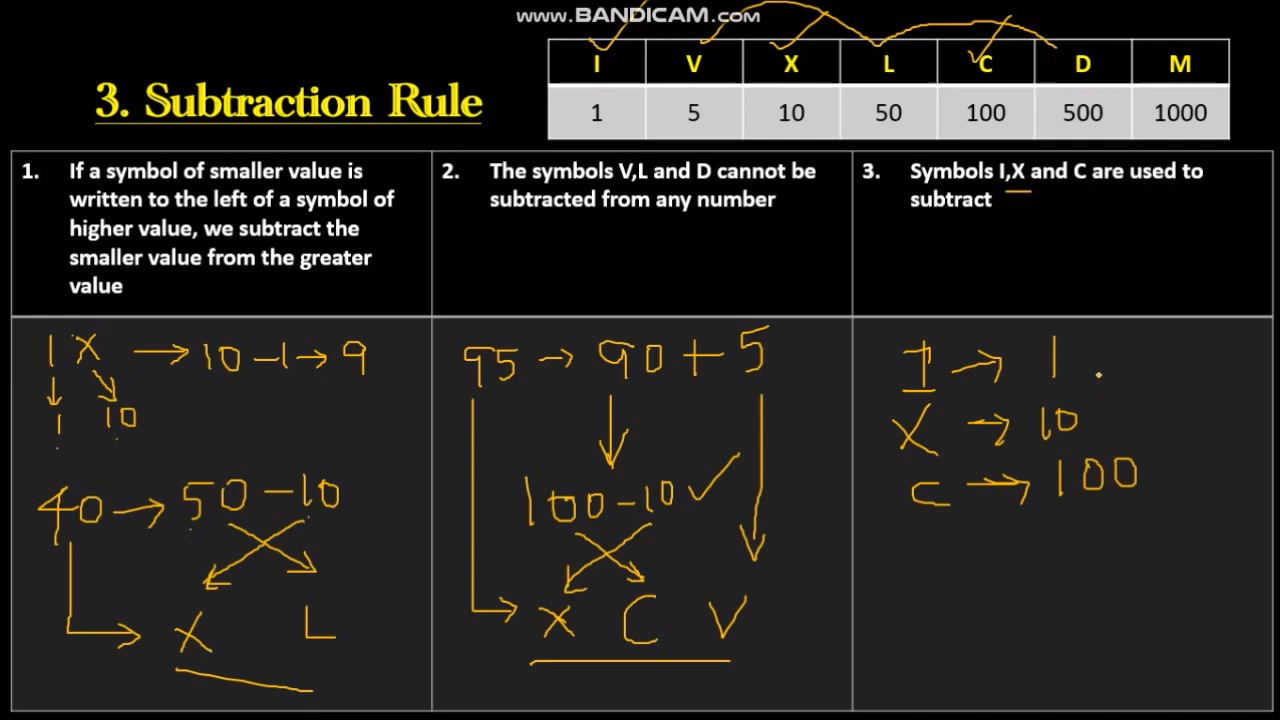 www.BANDICAM.com
I V X L C D M
3. Subtraction Rule
1 5 10 50 100 500 1000
1. If a symbol of smaller value is
written to the left of a symbol of
higher value, we subtract the
smaller value from the greater
value
IX → 10 - 1 → 9
1 10
40 → 50 - 10
X L
2. The symbols V,L and D cannot be
subtracted from any number
95 → 90 + 5
100 - 10
X C V
3. Symbols I,X and C are used to
subtract
I → 1
X → 10
C → 100